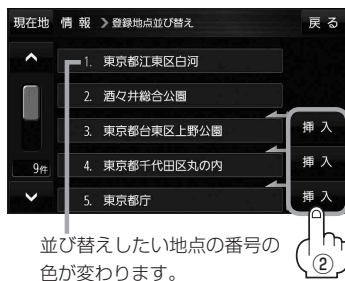 現在地 情 報 ＞登録地点並び替え 戻 る
1. 東京都江東区白河
2. 酒々井総合公園
3. 東京都台東区上野公園 挿 入
4. 東京都千代田区丸の内 挿 入
9件
5. 東京都庁 挿 入
並び替えしたい地点の番号の
色が変わります。
②